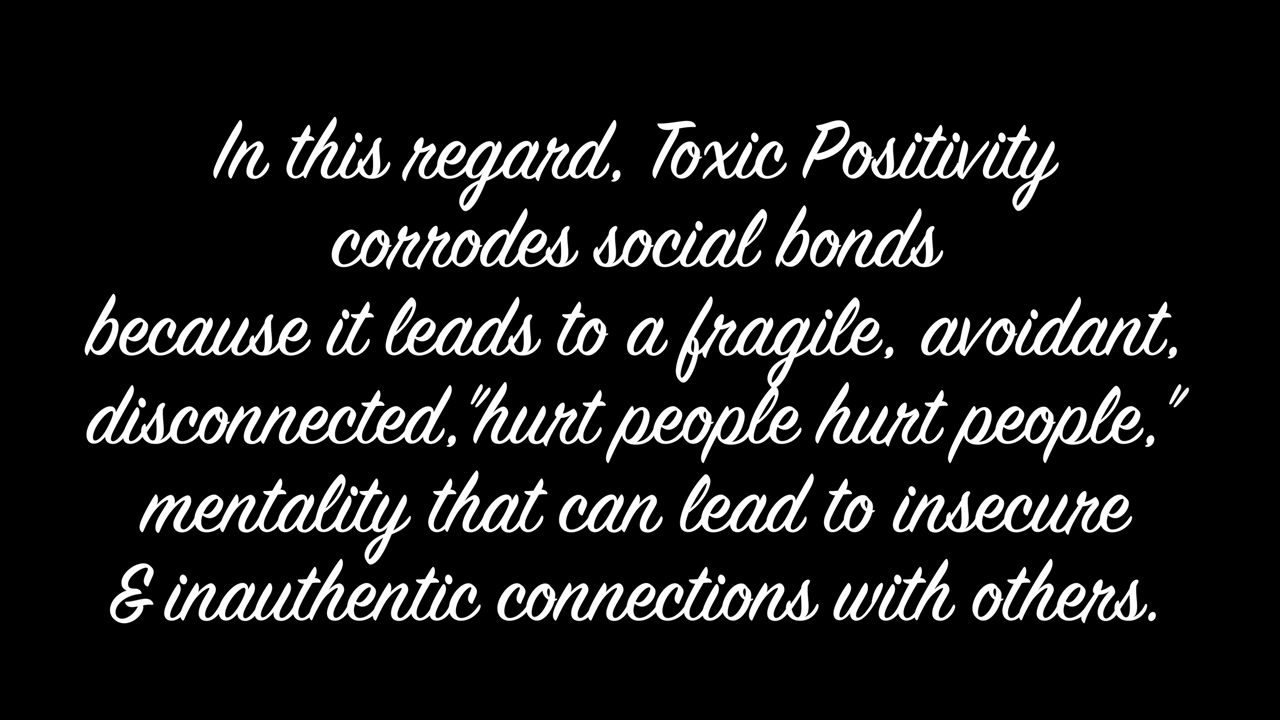 In this regard, Toxic Positivity
corrodes social bonds
because it leads to a fragile, avoidant,
disconnected,"hurt people hurt people,"
mentality that can lead to insecure
& inauthentic connections with others.